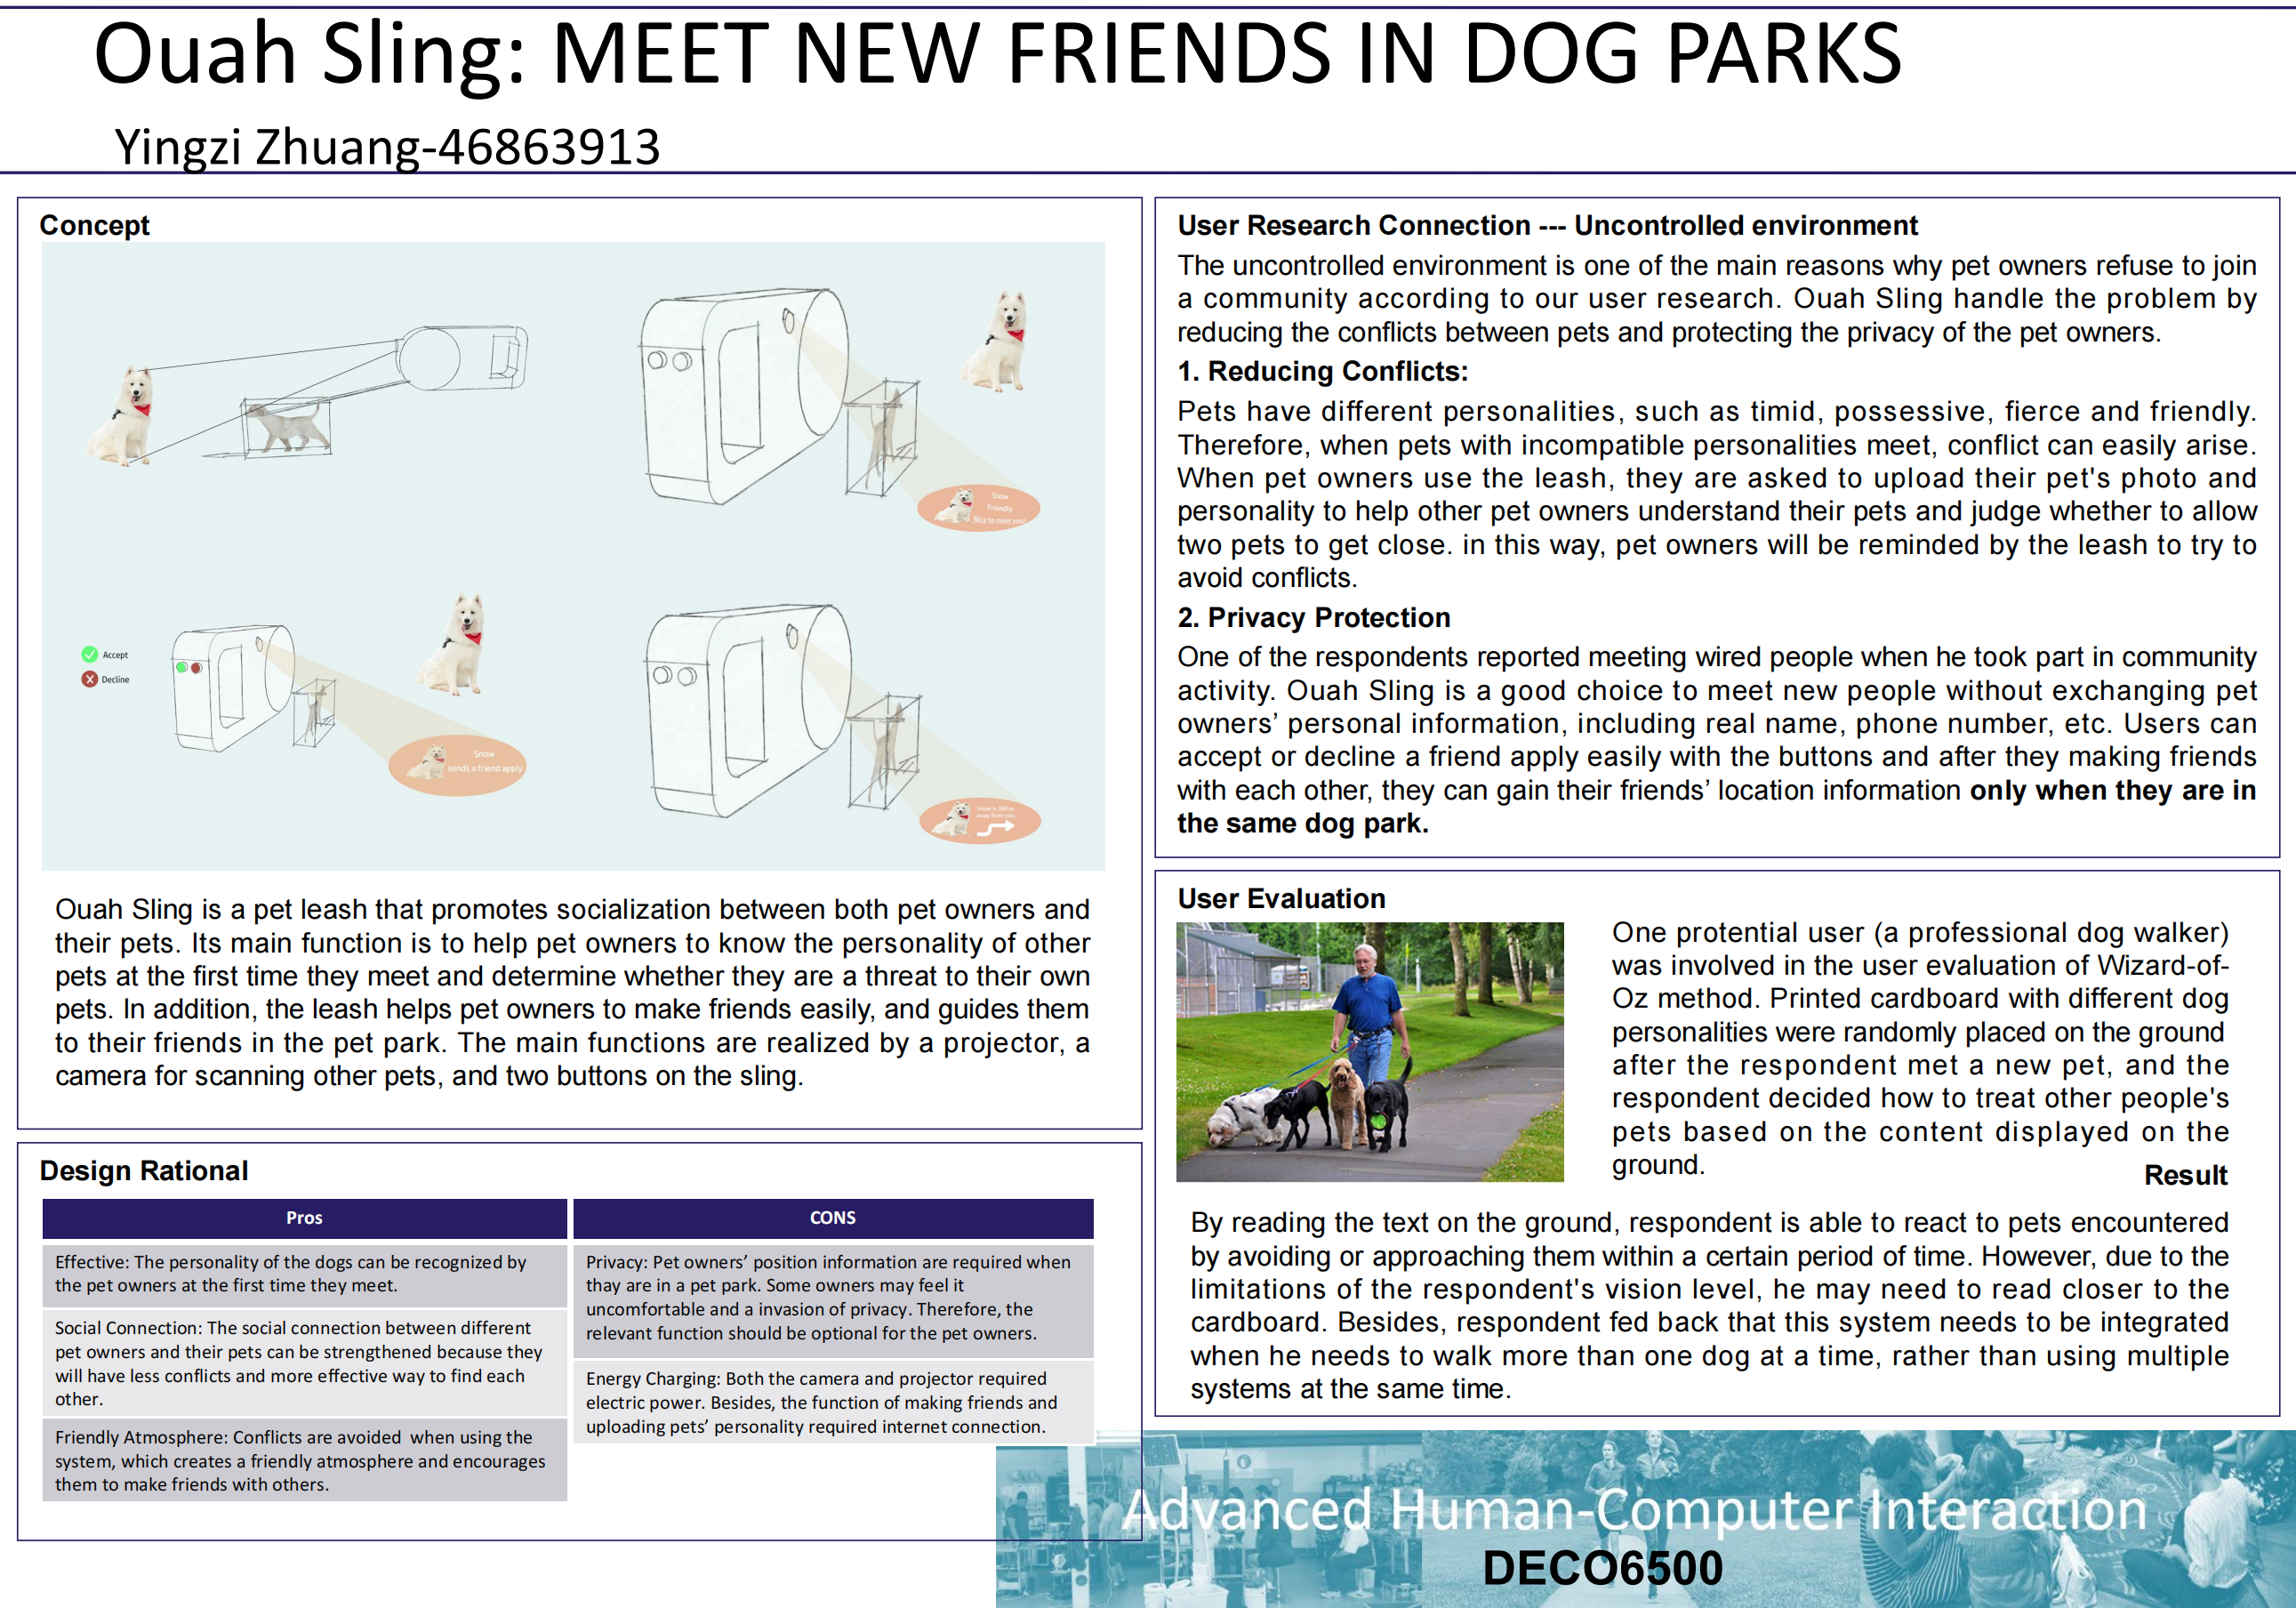 Ouah Sling: MEET NEW FRIENDS IN DOG PARKS
Yingzi Zhuang-46863913
Concept
Snow
Friendly
Nice to meet you!
Accept
Decline
Snow
sends a friend apply
Snow is 300 m
away from you.
Ouah Sling is a pet leash that promotes socialization between both pet owners and
their pets. Its main function is to help pet owners to know the personality of other
pets at the first time they meet and determine whether they are a threat to their own
pets. In addition, the leash helps pet owners to make friends easily, and guides them
to their friends in the pet park. The main functions are realized by a projector, a
camera for scanning other pets, and two buttons on the sling.
Design Rational
Pros
Effective: The personality of the dogs can be recognized by
the pet owners at the first time they meet.
Social Connection: The social connection between different
pet owners and their pets can be strengthened because they
will have less conflicts and more effective way to find each
other.
Friendly Atmosphere: Conflicts are avoided  when using the
system, which creates a friendly atmosphere and encourages
them to make friends with others.
CONS
Privacy: Pet owners’ position information are required when
thay are in a pet park. Some owners may feel it
uncomfortable and a invasion of privacy. Therefore, the
relevant function should be optional for the pet owners.
Energy Charging: Both the camera and projector required
electric power. Besides, the function of making friends and
uploading pets’ personality required internet connection.
User Research Connection --- Uncontrolled environment
The uncontrolled environment is one of the main reasons why pet owners refuse to join
a community according to our user research. Ouah Sling handle the problem by
reducing the conflicts between pets and protecting the privacy of the pet owners.
1. Reducing Conflicts:
Pets have different personalities, such as timid, possessive, fierce and friendly.
Therefore, when pets with incompatible personalities meet, conflict can easily arise.
When pet owners use the leash, they are asked to upload their pet's photo and
personality to help other pet owners understand their pets and judge whether to allow
two pets to get close. in this way, pet owners will be reminded by the leash to try to
avoid conflicts.
2. Privacy Protection
One of the respondents reported meeting wired people when he took part in community
activity. Ouah Sling is a good choice to meet new people without exchanging pet
owners’ personal information, including real name, phone number, etc. Users can
accept or decline a friend apply easily with the buttons and after they making friends
with each other, they can gain their friends’ location information only when they are in
the same dog park.
User Evaluation
One protential user (a professional dog walker)
was involved in the user evaluation of Wizard-of-
Oz method. Printed cardboard with different dog
personalities were randomly placed on the ground
after the respondent met a new pet, and the
respondent decided how to treat other people's
pets based on the content displayed on the
ground.
Result
By reading the text on the ground, respondent is able to react to pets encountered
by avoiding or approaching them within a certain period of time. However, due to the
limitations of the respondent's vision level, he may need to read closer to the
cardboard. Besides, respondent fed back that this system needs to be integrated
when he needs to walk more than one dog at a time, rather than using multiple
systems at the same time.
Advanced Human-Computer Interaction
DECO6500